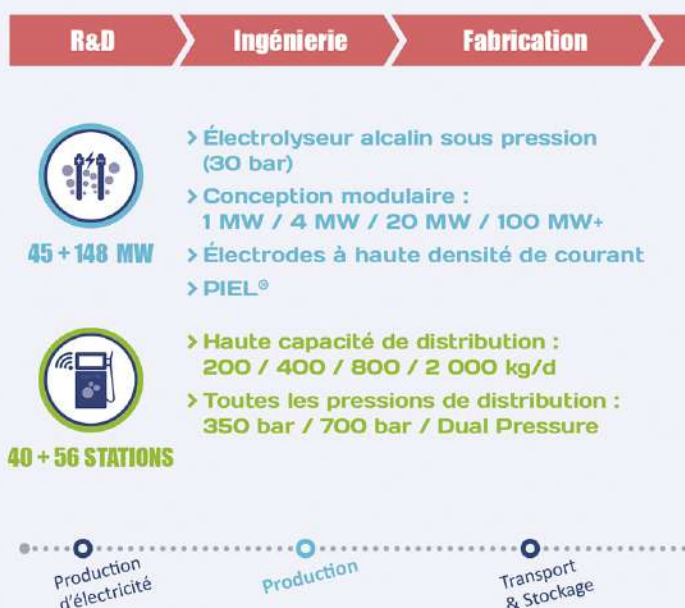 R&D
Ingénierie
Fabrication
> Électrolyseur alcalin sous pression
(30 bar)
> Conception modulaire :
1 MW / 4 MW / 20 MW / 100 MW+
45 + 148 MW
> Électrodes à haute densité de courant
> PIEL®
> Haute capacité de distribution :
200 / 400 / 800 / 2 000 kg/d
> Toutes les pressions de distribution :
350 bar / 700 bar / Dual Pressure
40 + 56 STATIONS
Production
d'électricité
Production
Transport
& Stockage